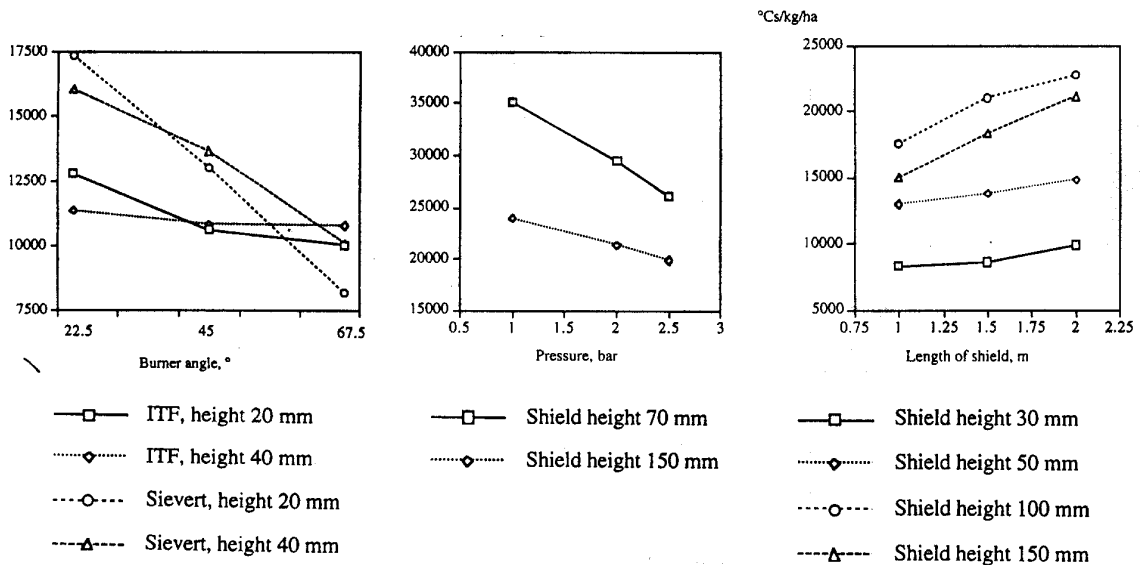 °Cs/kg/ha
17500
15000
12500
10000
7500
22.5 45 67.5
Burner angle, °
40000
35000
30000
25000
20000
15000
0.5 1 1.5 2 2.5 3
Pressure, bar
25000
20000
15000
10000
5000
0.75 1 1.25 1.5 1.75 2 2.25
Length of shield, m
ITF, height 20 mm
ITF, height 40 mm
Sievert, height 20 mm
Sievert, height 40 mm
Shield height 70 mm
Shield height 150 mm
Shield height 30 mm
Shield height 50 mm
Shield height 100 mm
Shield height 150 mm